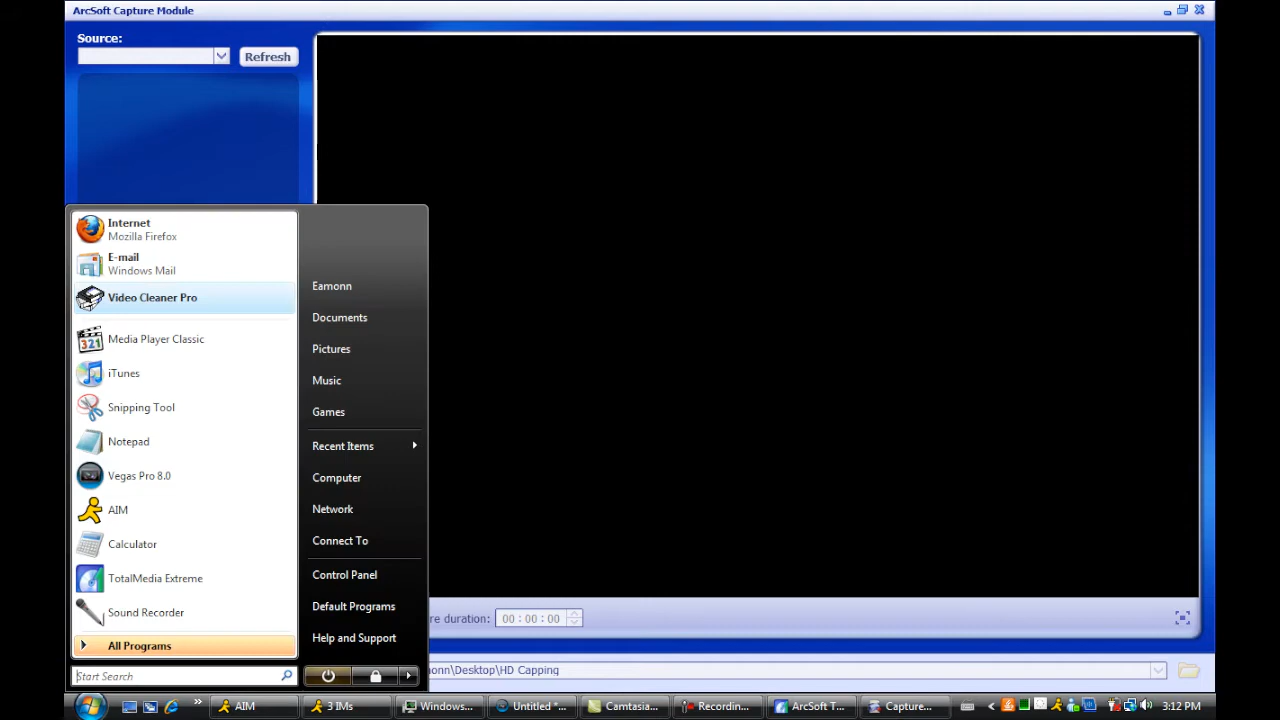 ArcSoft Capture Module
Source:
Refresh
Internet
Mozilla Firefox
E-mail
Windows Mail
Video Cleaner Pro
Media Player Classic
iTunes
Snipping Tool
Notepad
Vegas Pro 8.0
AIM
Calculator
TotalMedia Extreme
Sound Recorder
All Programs
Start Search
Eamonn
Documents
Pictures
Music
Games
Recent Items
Computer
Network
Connect To
Control Panel
Default Programs
Help and Support
re duration: 00 : 00 : 00
onn\Desktop\HD Capping
AIM
3 IMs
Windows...
Untitled *...
Camtasia...
Recordin...
ArcSoft T...
Capture...
3:12 PM